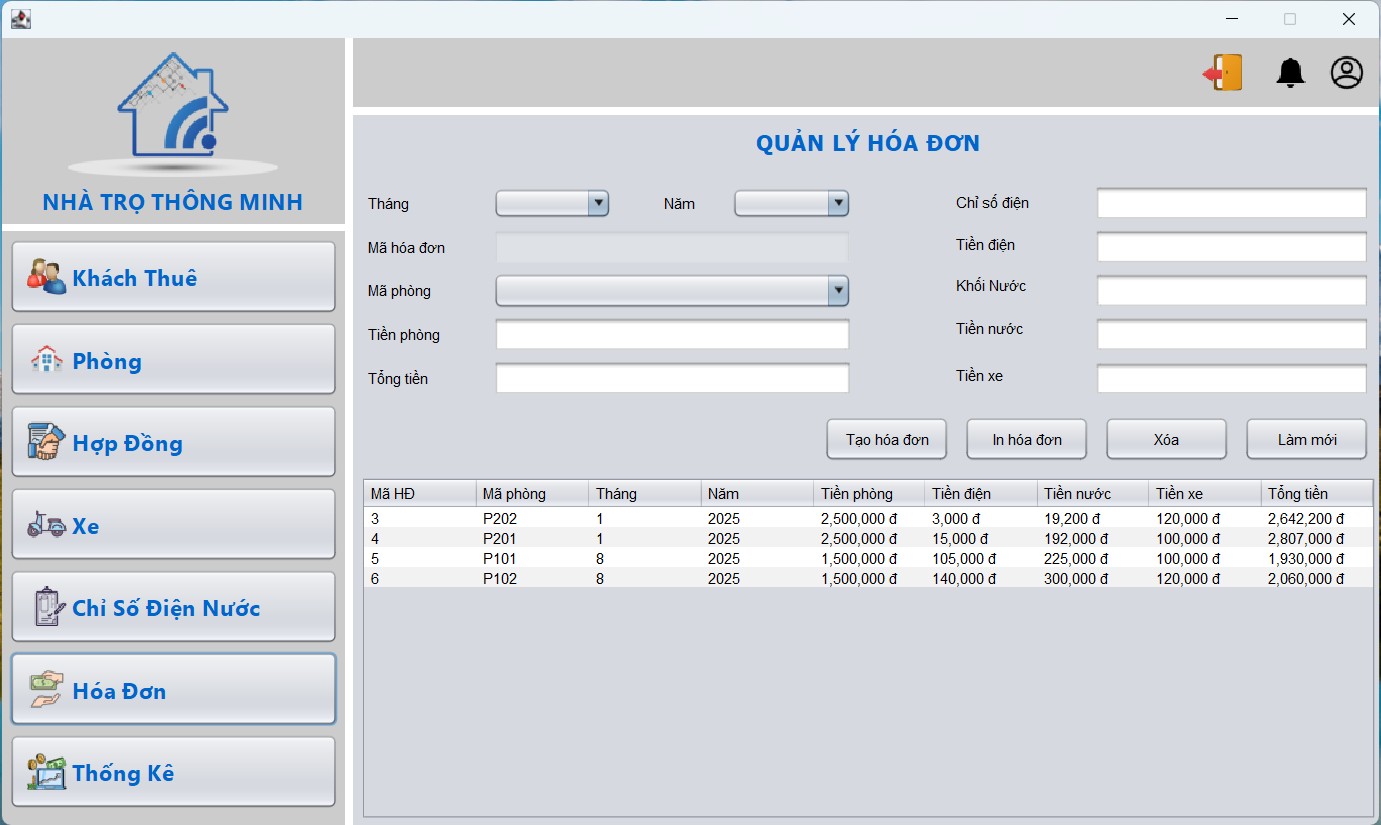 NHÀ TRỌ THÔNG MINH
Khách Thuê
Phòng
Hợp Đồng
Xe
Chỉ Số Điện Nước
Hóa Đơn
Thống Kê
QUẢN LÝ HÓA ĐƠN
Tháng Năm Chỉ số điện
Mã hóa đơn Tiền điện
Mã phòng Khối Nước
Tiền phòng Tiền nước
Tổng tiền Tiền xe
Tạo hóa đơn In hóa đơn Xóa Làm mới
Mã HĐ Mã phòng Tháng Năm Tiền phòng Tiền điện Tiền nước Tiền xe Tổng tiền
3 P202 1 2025 2,500,000 đ 3,000 đ 19,200 đ 120,000 đ 2,642,200 đ
4 P201 1 2025 2,500,000 đ 15,000 đ 192,000 đ 100,000 đ 2,807,000 đ
5 P101 8 2025 1,500,000 đ 105,000 đ 225,000 đ 100,000 đ 1,930,000 đ
6 P102 8 2025 1,500,000 đ 140,000 đ 300,000 đ 120,000 đ 2,060,000 đ